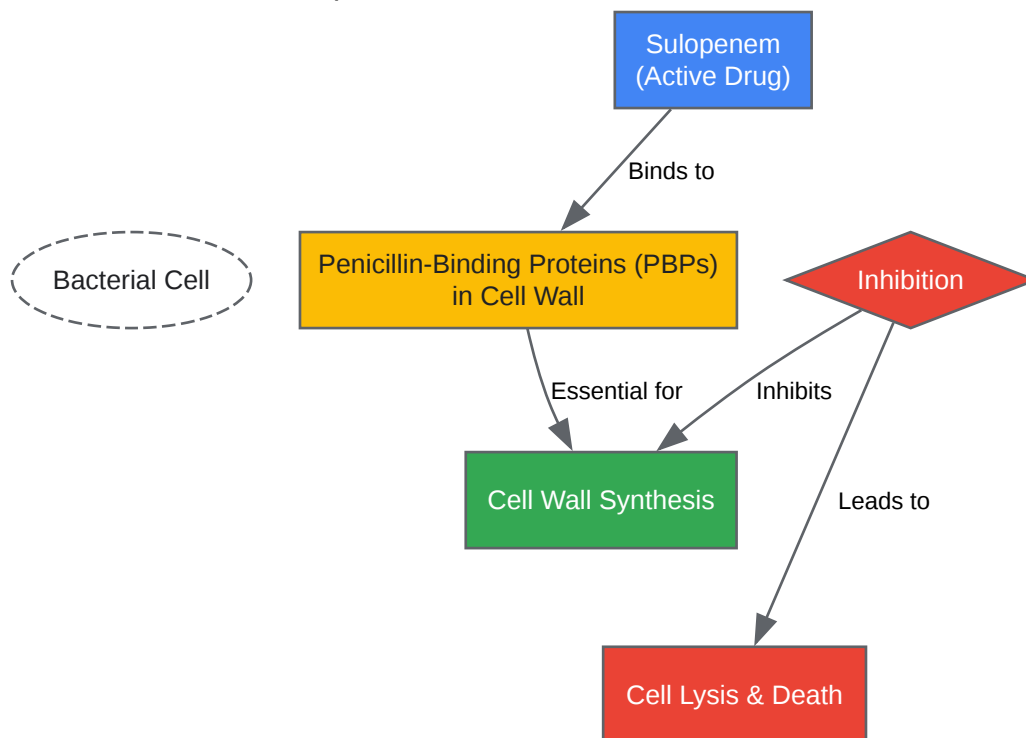 Sulopenem
(Active Drug)
Binds to
Bacterial Cell
Penicillin-Binding Proteins (PBPs)
in Cell Wall
Inhibition
Essential for
Inhibits
Cell Wall Synthesis
Leads to
Cell Lysis & Death